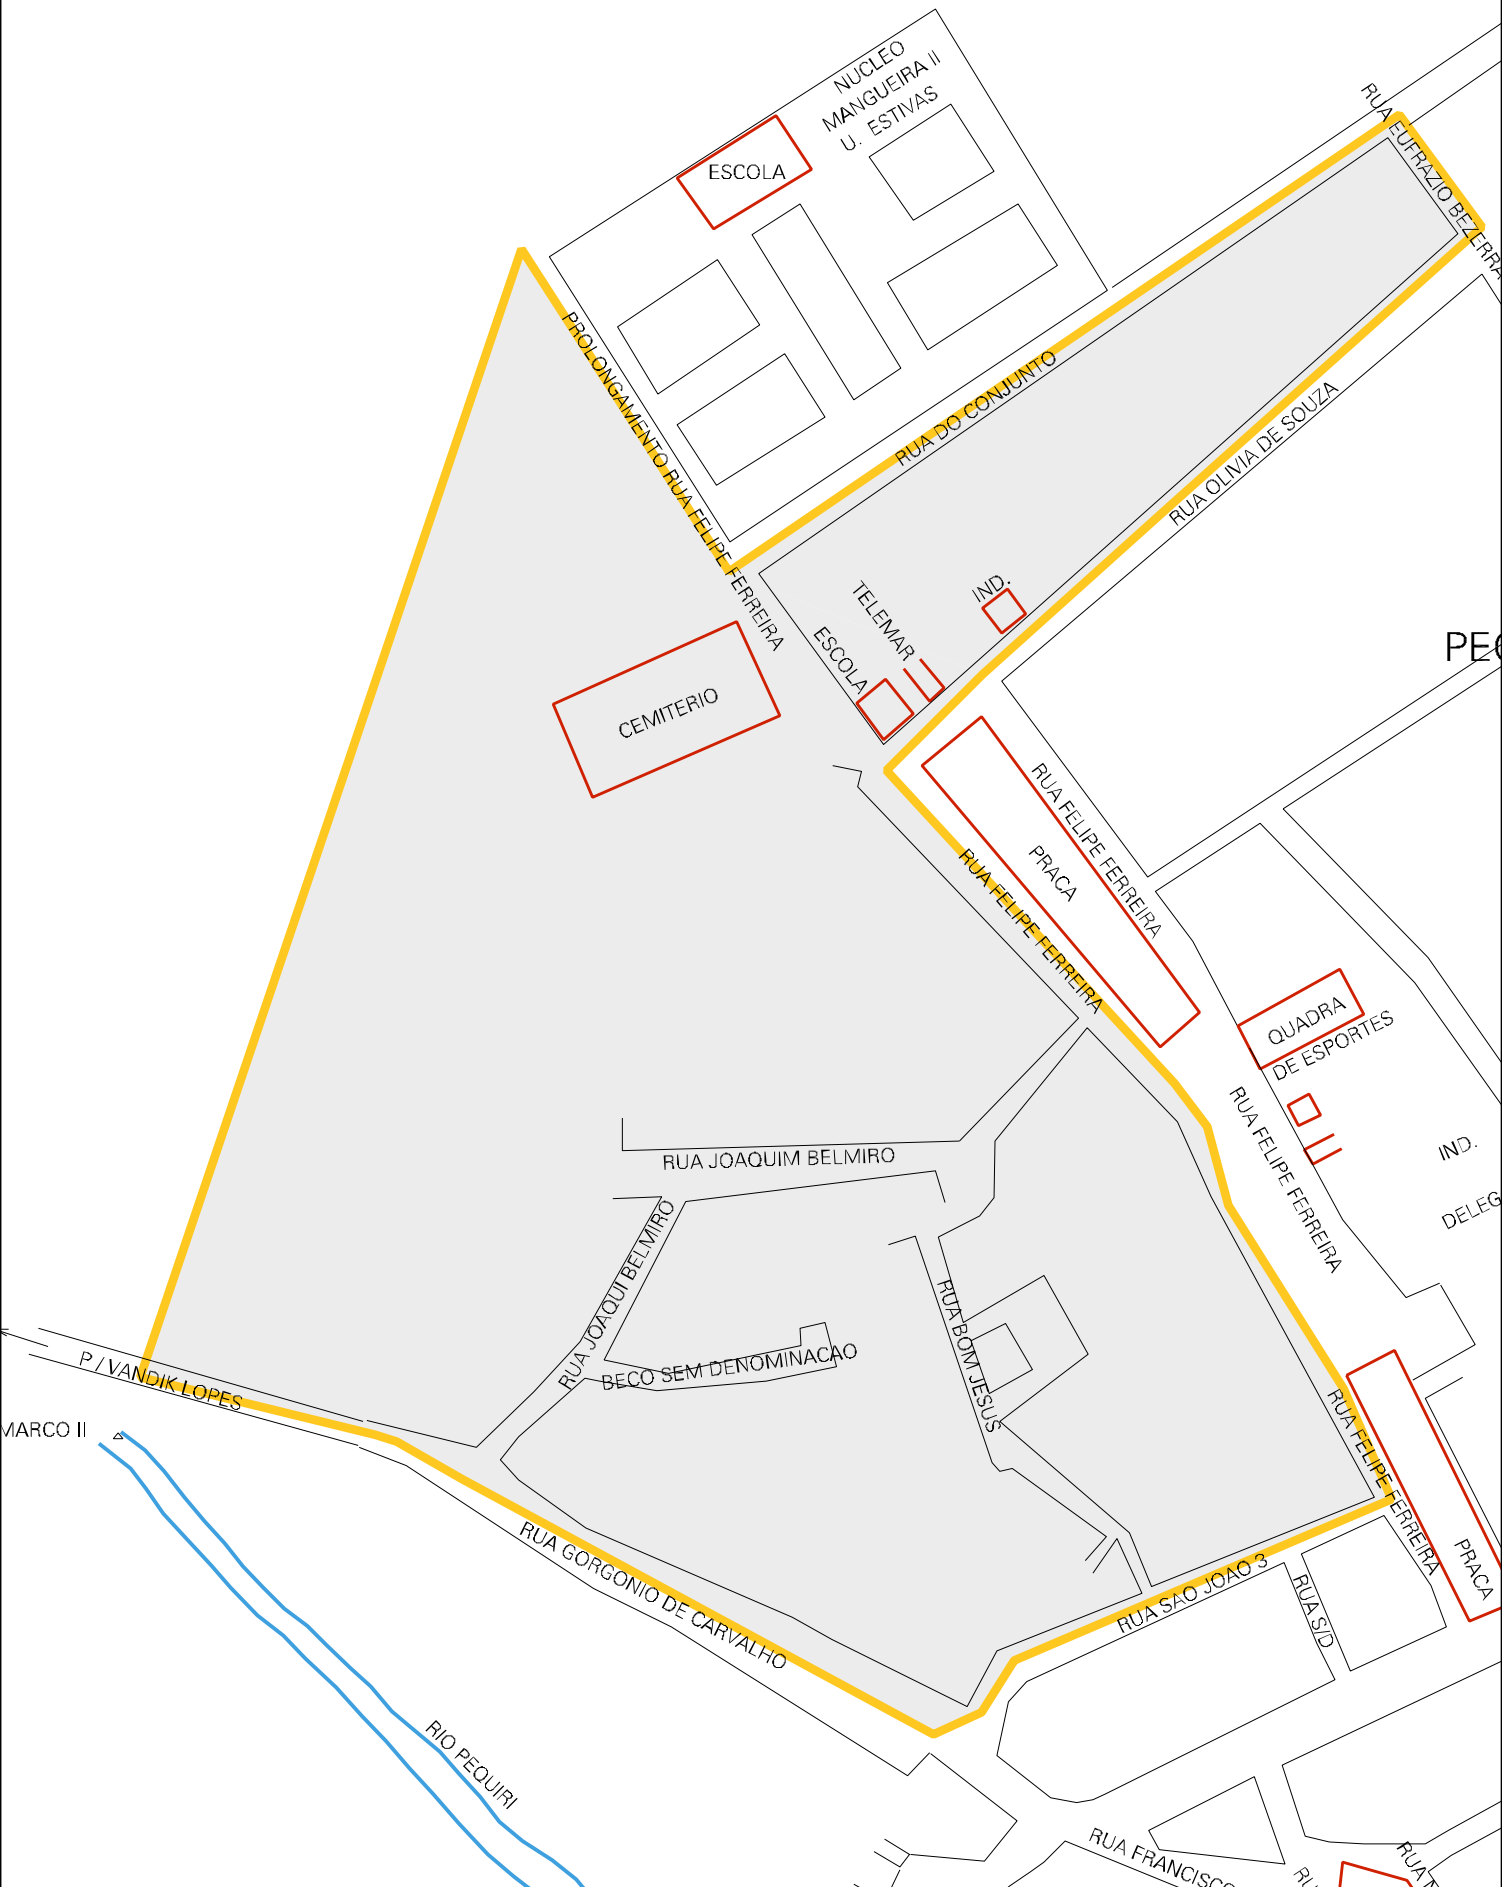 NUCLEO
MANGUEIRA II
U. ESTIVAS
ESCOLA
RUA EUFRAZIO BEZERRA
PROLONGAMENTO RUA FELIPE FERREIRA
RUA DO CONJUNTO
RUA OLIVIA DE SOUZA
IND.
TELEMAR
ESCOLA
CEMITERIO
RUA FELIPE FERREIRA
PRACA
RUA FELIPE FERREIRA
QUADRA
DE ESPORTES
RUA FELIPE FERREIRA
IND.
RUA JOAQUIM BELMIRO
RUA JOAQUI BELMIRO
BECO SEM DENOMINACAO
RUA BOM JESUS
P / VANDIK LOPES
MARCO II
RUA FELIPE FERREIRA
PRACA
RUA GORGONIO DE CARVALHO
RUA SAO JOAO 3
RUA S/D
RIO PEQUIRI
RUA FRANCISCO
RUA